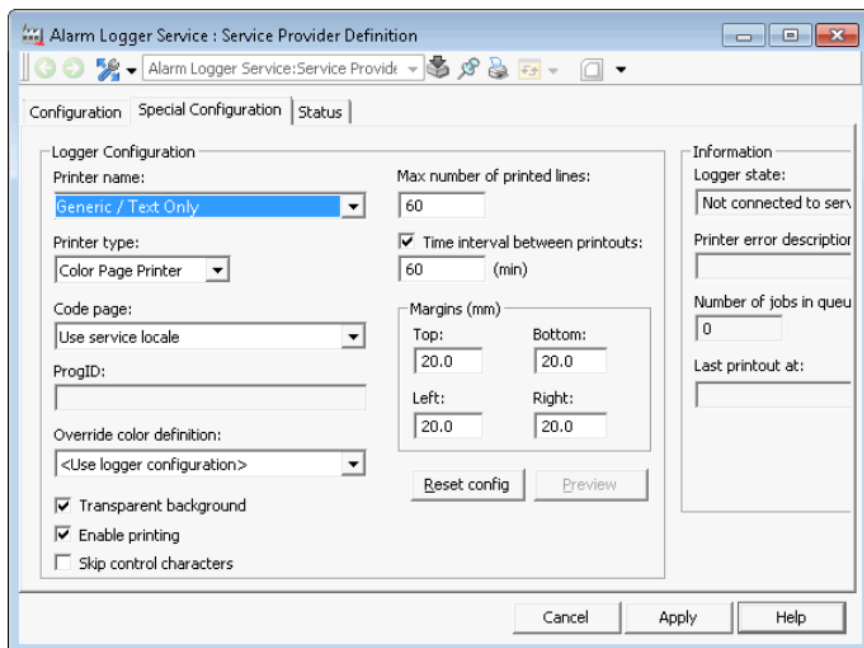 Alarm Logger Service : Service Provider Definition
Alarm Logger Service:Service Provide
Configuration Special Configuration Status
Logger Configuration
Printer name:
Generic / Text Only
Printer type:
Color Page Printer
Code page:
Use service locale
ProgID:
Override color definition:
<Use logger configuration>
Transparent background
Enable printing
Skip control characters
Max number of printed lines:
60
Time interval between printouts:
60 (min)
Margins (mm)
Top: Bottom:
20.0 20.0
Left: Right:
20.0 20.0
Reset config Preview
Information
Logger state:
Not connected to serv
Printer error description
Number of jobs in queu
0
Last printout at:
Cancel Apply Help